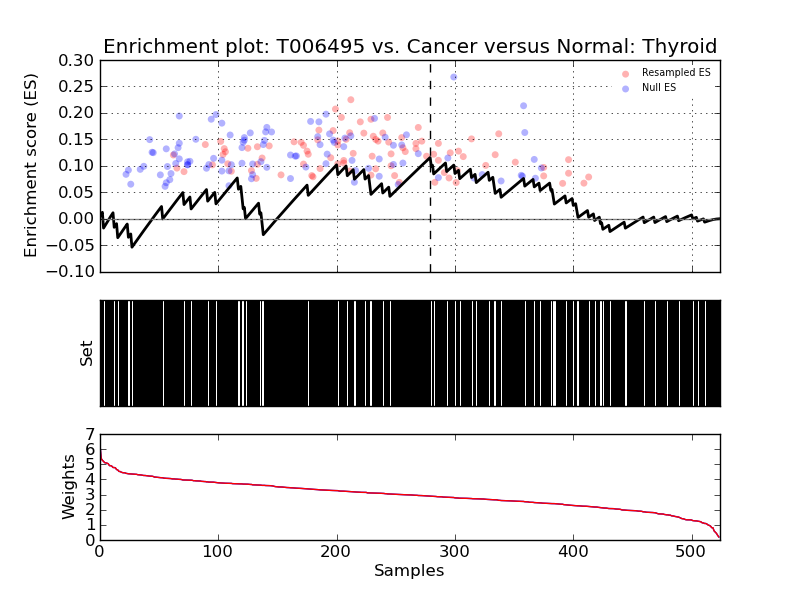 Enrichment plot: T006495 vs. Cancer versus Normal: Thyroid
Enrichment score (ES)
0.30
0.25
0.20
0.15
0.10
0.05
0.00
−0.05
−0.10
Resampled ES
Null ES
Set
Weights
7
6
5
4
3
2
1
0
0 100 200 300 400 500
Samples